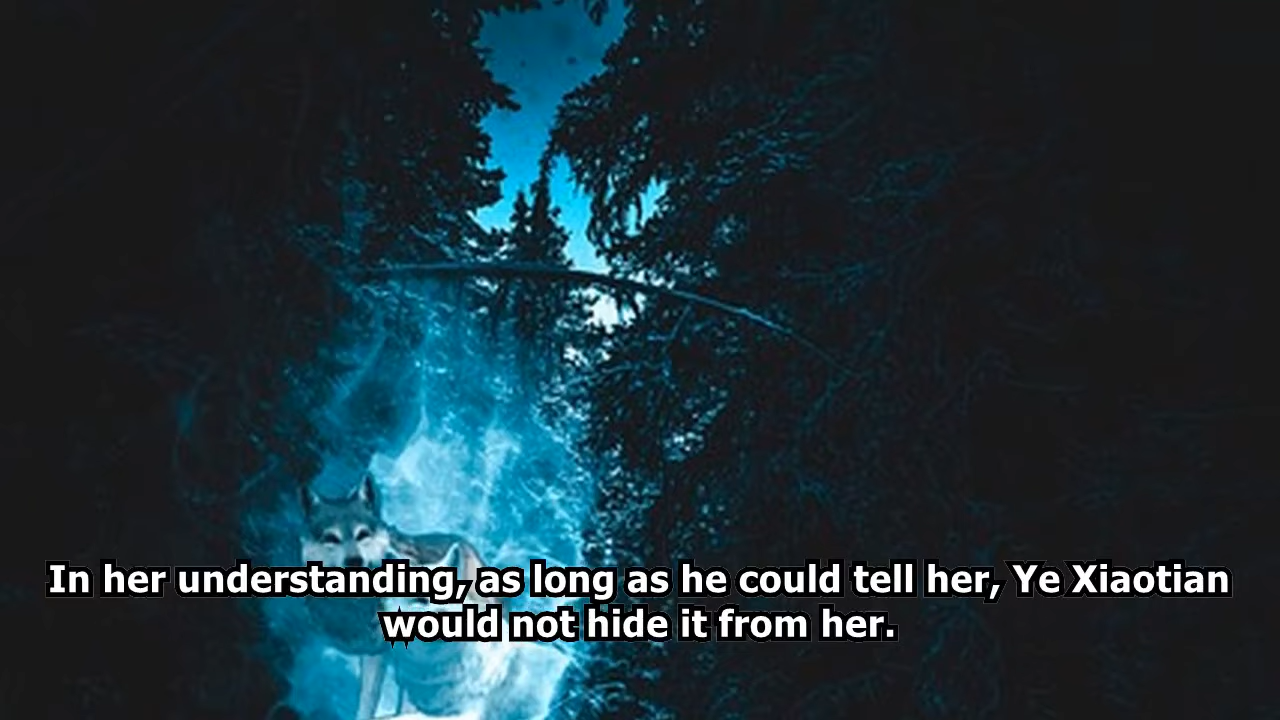 In her understanding, as long as he could tell her, Ye Xiaotian
would not hide it from her.